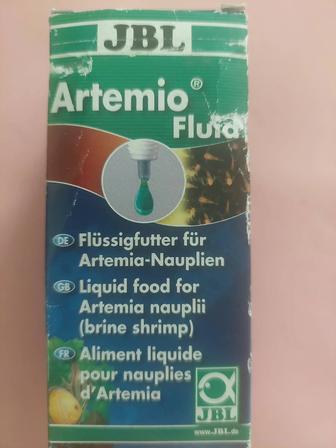 JBL
Artemio®
Fluid
DE Flüssigfutter für
Artemia-Nauplien
GB Liquid food for
Artemia nauplii
(brine shrimp)
FR Aliment liquide
pour nauplies
d'Artemia
JBL
www.JBL.de